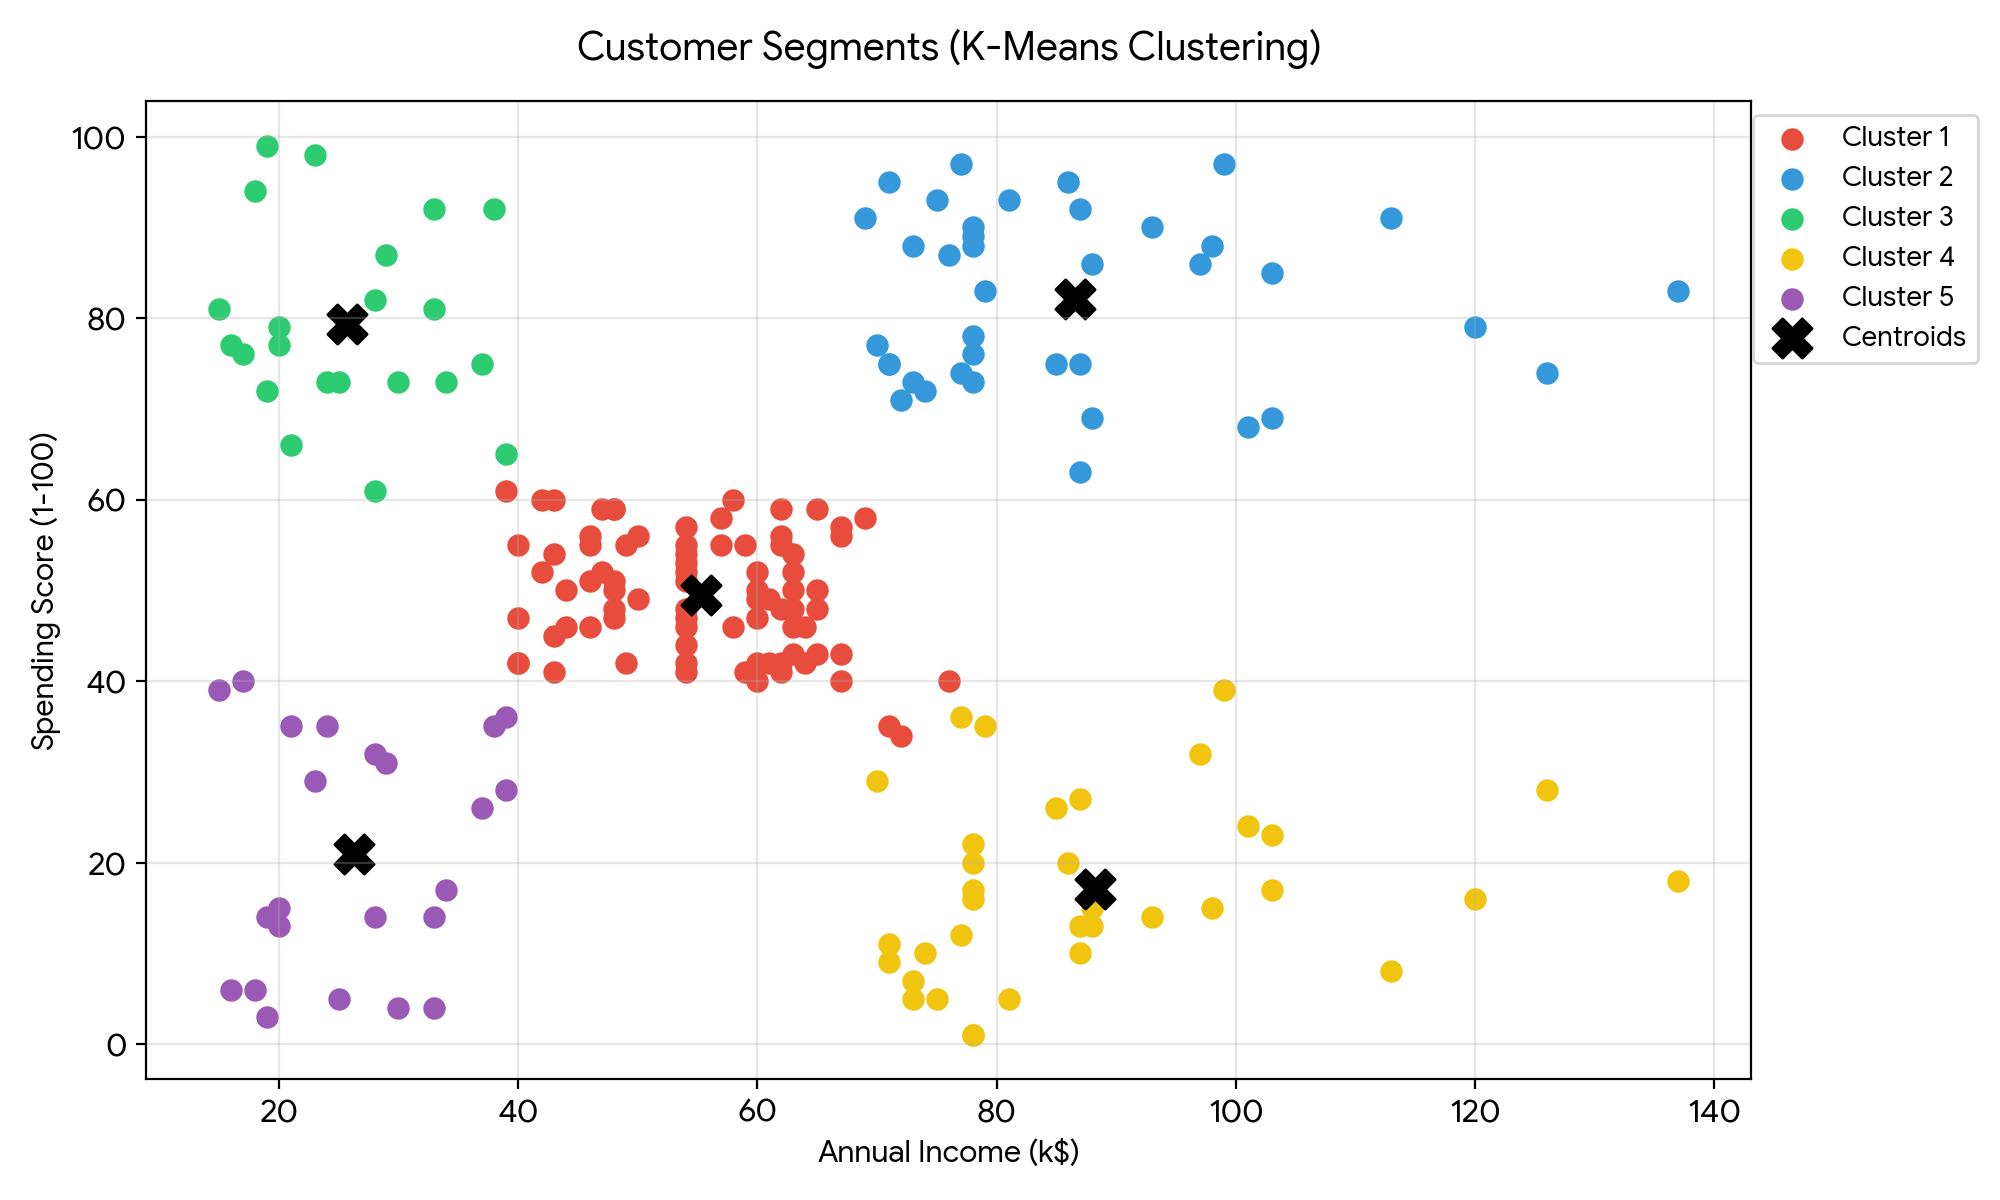 Customer Segments (K-Means Clustering)
100
80
60
40
20
0
Spending Score (1-100)
20
40
60
80
100
120
140
Annual Income (k$)
Cluster 1
Cluster 2
Cluster 3
Cluster 4
Cluster 5
Centroids